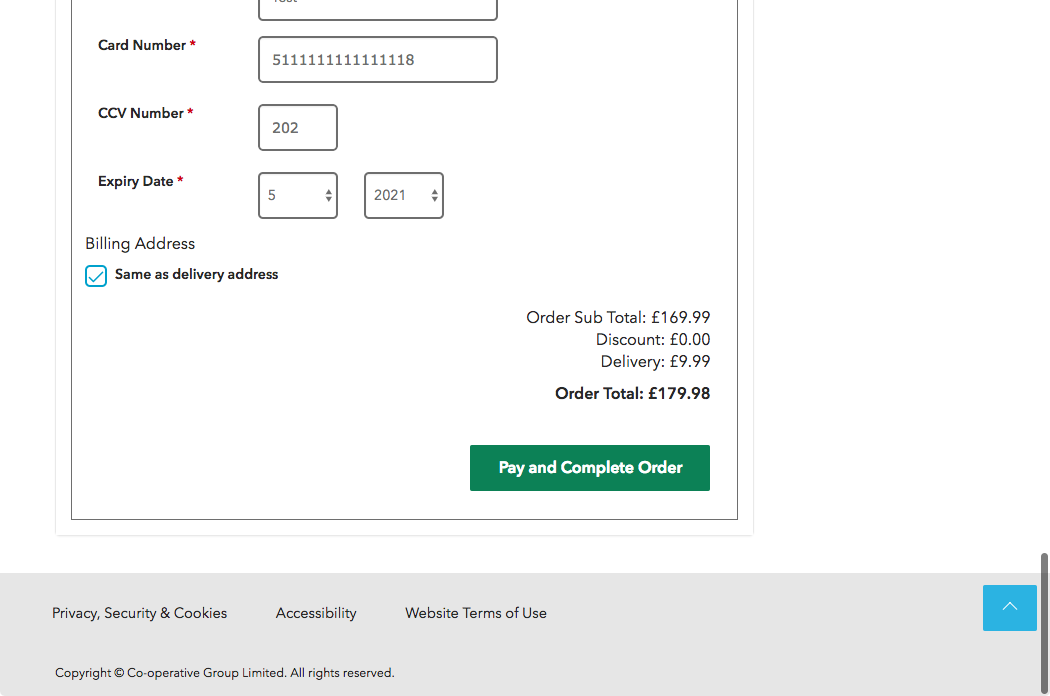 Card Number *
5111111111111118
CCV Number *
202
Expiry Date *
5 2021
Billing Address
Same as delivery address
Order Sub Total: £169.99
Discount: £0.00
Delivery: £9.99
Order Total: £179.98
Pay and Complete Order
Privacy, Security & Cookies Accessibility Website Terms of Use
Copyright © Co-operative Group Limited. All rights reserved.